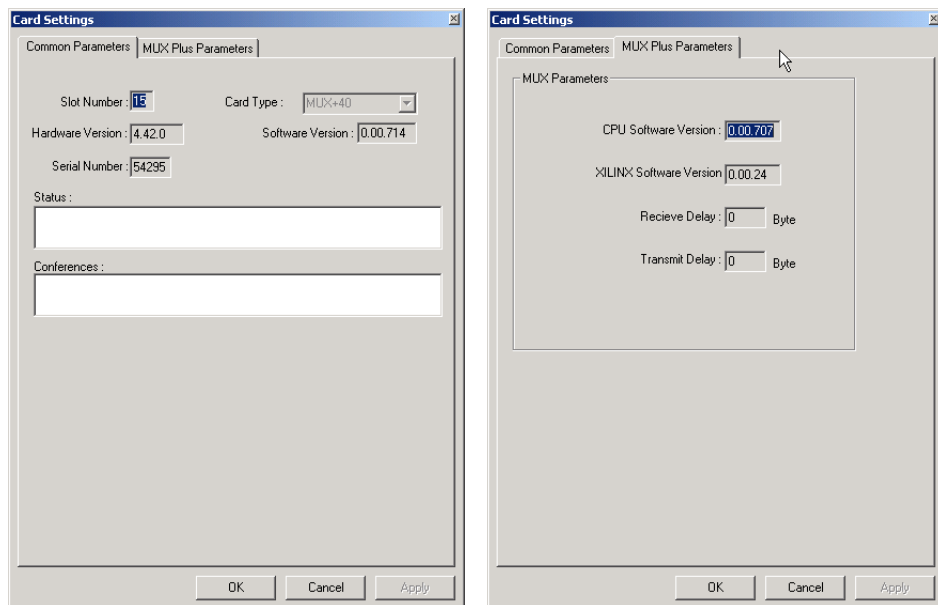 Card Settings
Common Parameters
MUX Plus Parameters
Slot Number : 15
Card Type : MUX+40
Hardware Version : 4.42.0
Software Version : 0.00.714
Serial Number : 54295
Status :
Conferences :
OK
Cancel
Apply
Card Settings
Common Parameters
MUX Plus Parameters
MUX Parameters
CPU Software Version : 0.00.707
XILINX Software Version 0.00.24
Recieve Delay : 0 Byte
Transmit Delay : 0 Byte
OK
Cancel
Apply